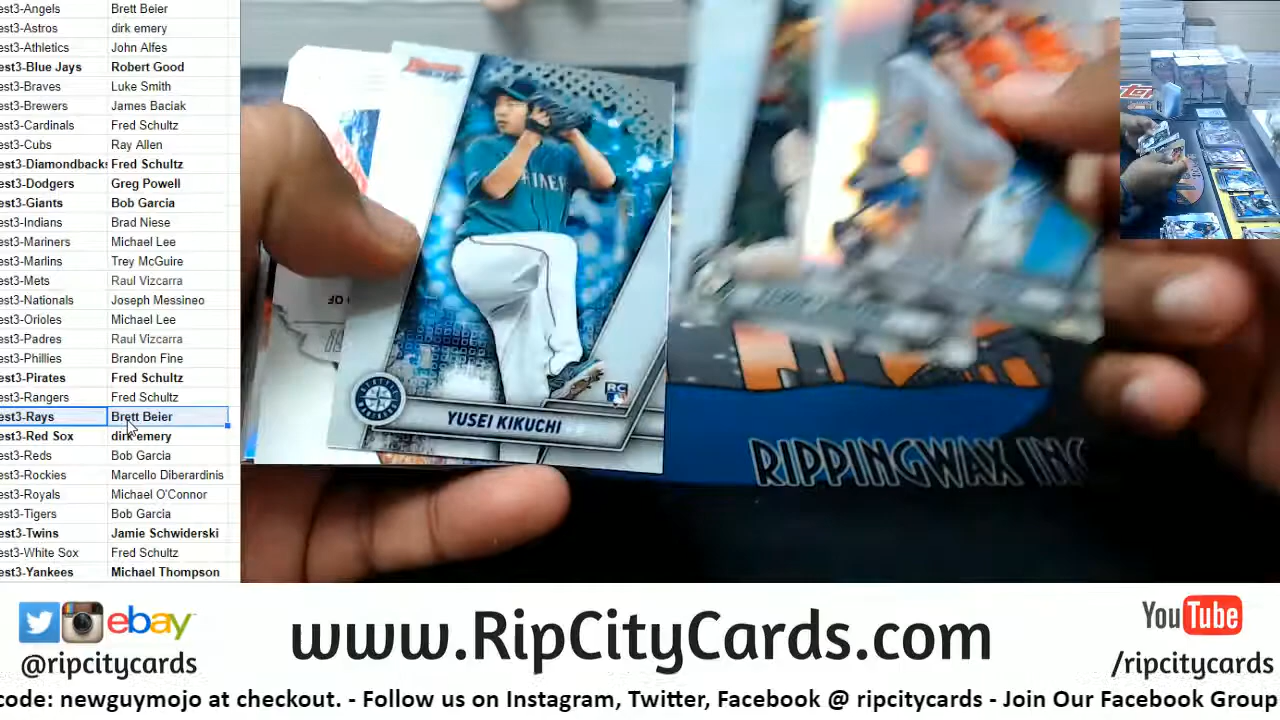 est3-Angels Brett Beier
est3-Astros dirk emery
est3-Athletics John Alfes
est3-Blue Jays Robert Good
est3-Braves Luke Smith
est3-Brewers James Baciak
est3-Cardinals Fred Schultz
est3-Cubs Ray Allen
est3-Diamondbacks Fred Schultz
est3-Dodgers Greg Powell
est3-Giants Bob Garcia
est3-Indians Brad Niese
est3-Mariners Michael Lee
est3-Marlins Trey McGuire
est3-Mets Raul Vizcarra
est3-Nationals Joseph Messineo
est3-Orioles Michael Lee
est3-Padres Raul Vizcarra
est3-Phillies Brandon Fine
est3-Pirates Fred Schultz
est3-Rangers Fred Schultz
est3-Rays Brett Beier
est3-Red Sox dirk emery
est3-Reds Bob Garcia
est3-Rockies Marcello Diberardinis
est3-Royals Michael O'Connor
est3-Tigers Bob Garcia
est3-Twins Jamie Schwiderski
est3-White Sox Fred Schultz
est3-Yankees Michael Thompson
RC
YUSEI KIKUCHI
RIPPINGWAX INC
ebay
@ripcitycards
www.RipCityCards.com
YouTube
/ripcitycards
code: newguymojo at checkout. - Follow us on Instagram, Twitter, Facebook @ ripcitycards - Join Our Facebook Group